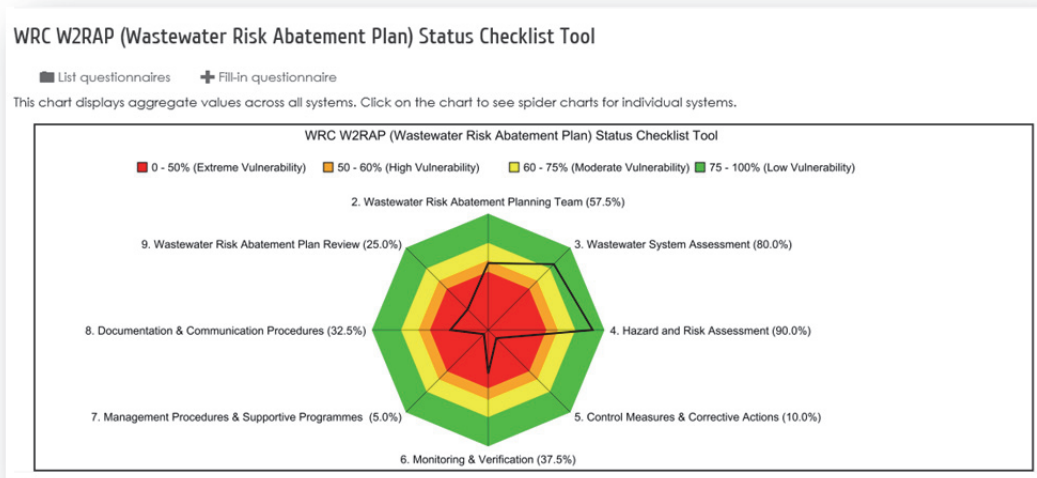 WRC W2RAP (Wastewater Risk Abatement Plan) Status Checklist Tool
List questionnaires Fill-in questionnaire
This chart displays aggregate values across all systems. Click on the chart to see spider charts for individual systems.
WRC W2RAP (Wastewater Risk Abatement Plan) Status Checklist Tool
0 - 50% (Extreme Vulnerability) 50 - 60% (High Vulnerability) 60 - 75% (Moderate Vulnerability) 75 - 100% (Low Vulnerability)
2. Wastewater Risk Abatement Planning Team (57.5%)
9. Wastewater Risk Abatement Plan Review (25.0%) 3. Wastewater System Assessment (80.0%)
8. Documentation & Communication Procedures (32.5%) 4. Hazard and Risk Assessment (90.0%)
7. Management Procedures & Supportive Programmes (5.0%) 5. Control Measures & Corrective Actions (10.0%)
6. Monitoring & Verification (37.5%)